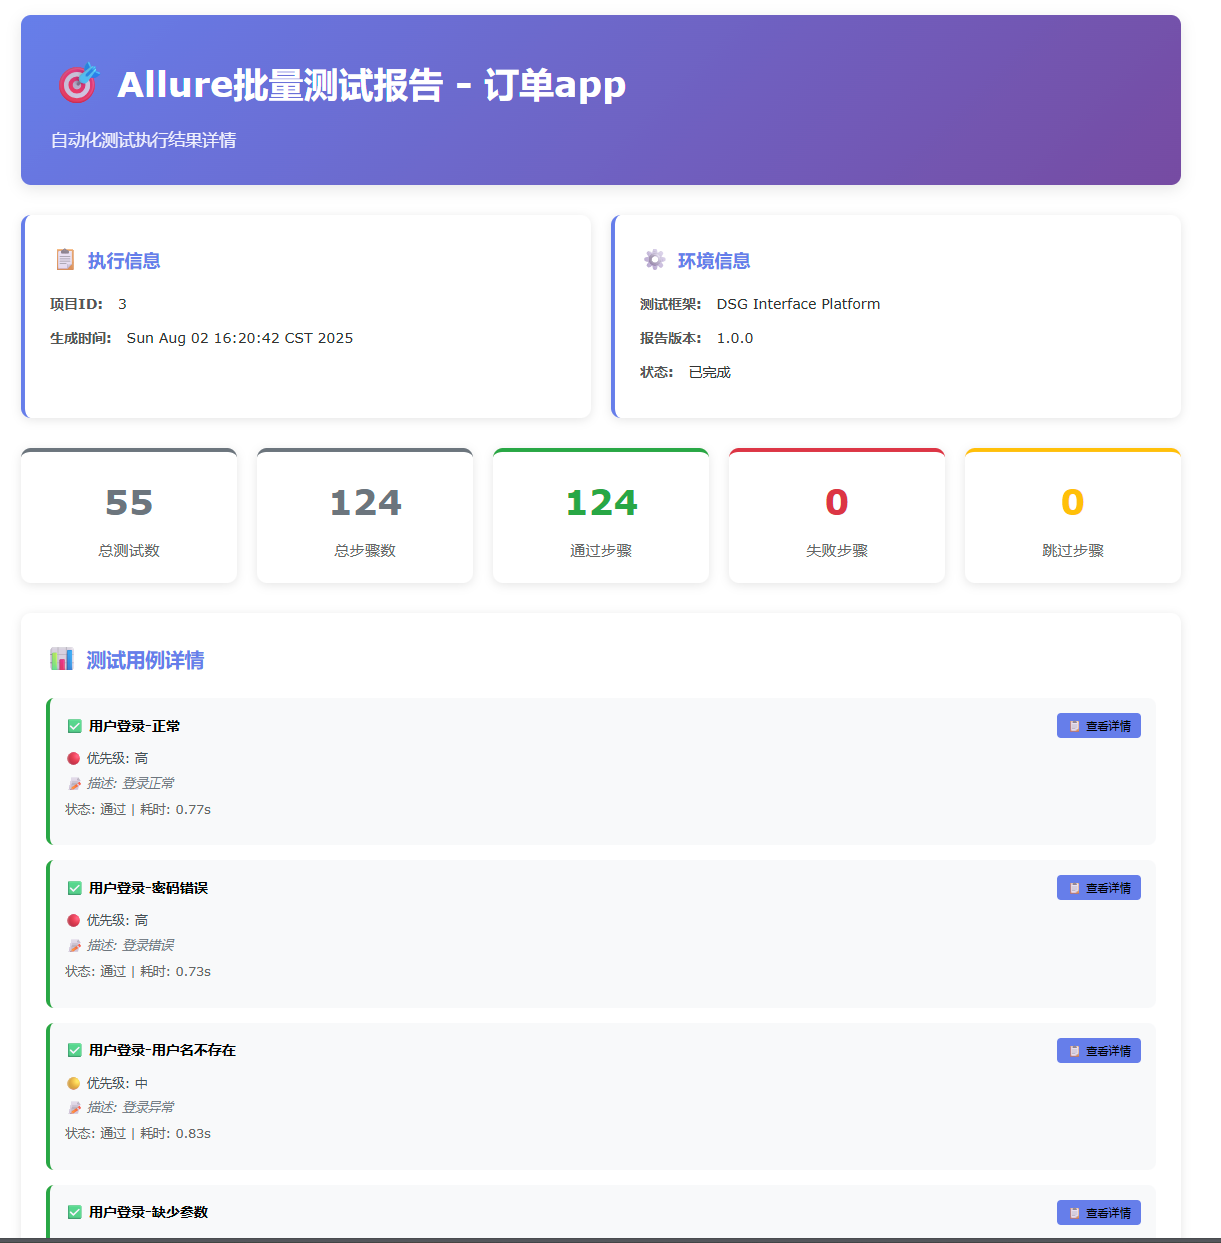 Allure批量测试报告 - 订单app
自动化测试执行结果详情
执行信息
项目ID: 3
生成时间: Sun Aug 02 16:20:42 CST 2025
环境信息
测试框架: DSG Interface Platform
报告版本: 1.0.0
状态: 已完成
55
总测试数
124
总步骤数
124
通过步骤
0
失败步骤
0
跳过步骤
测试用例详情
用户登录-正常
查看详情
优先级: 高
描述: 登录正常
状态: 通过 | 耗时: 0.77s
用户登录-密码错误
查看详情
优先级: 高
描述: 登录错误
状态: 通过 | 耗时: 0.73s
用户登录-用户名不存在
查看详情
优先级: 中
描述: 登录异常
状态: 通过 | 耗时: 0.83s
用户登录-缺少参数
查看详情